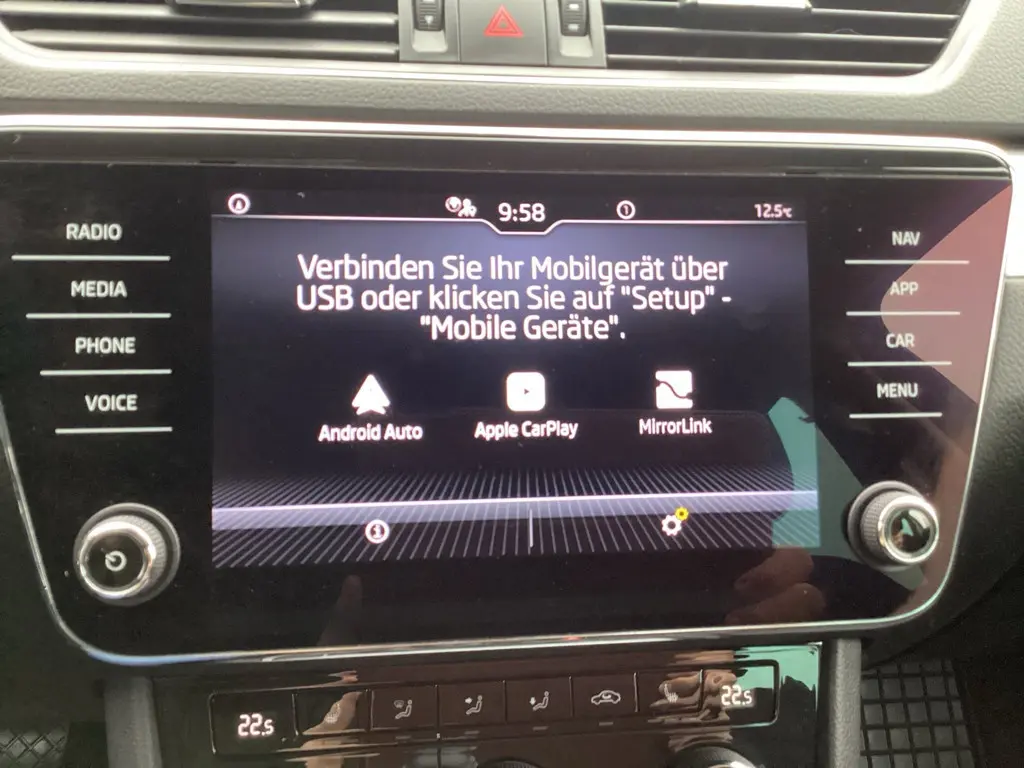 9:58
1
12.5°C
RADIO
MEDIA
PHONE
VOICE
Verbinden Sie Ihr Mobilgerät über
USB oder klicken Sie auf "Setup" -
"Mobile Geräte".
Android Auto
Apple CarPlay
MirrorLink
NAV
APP
CAR
MENU
22.5
22.5